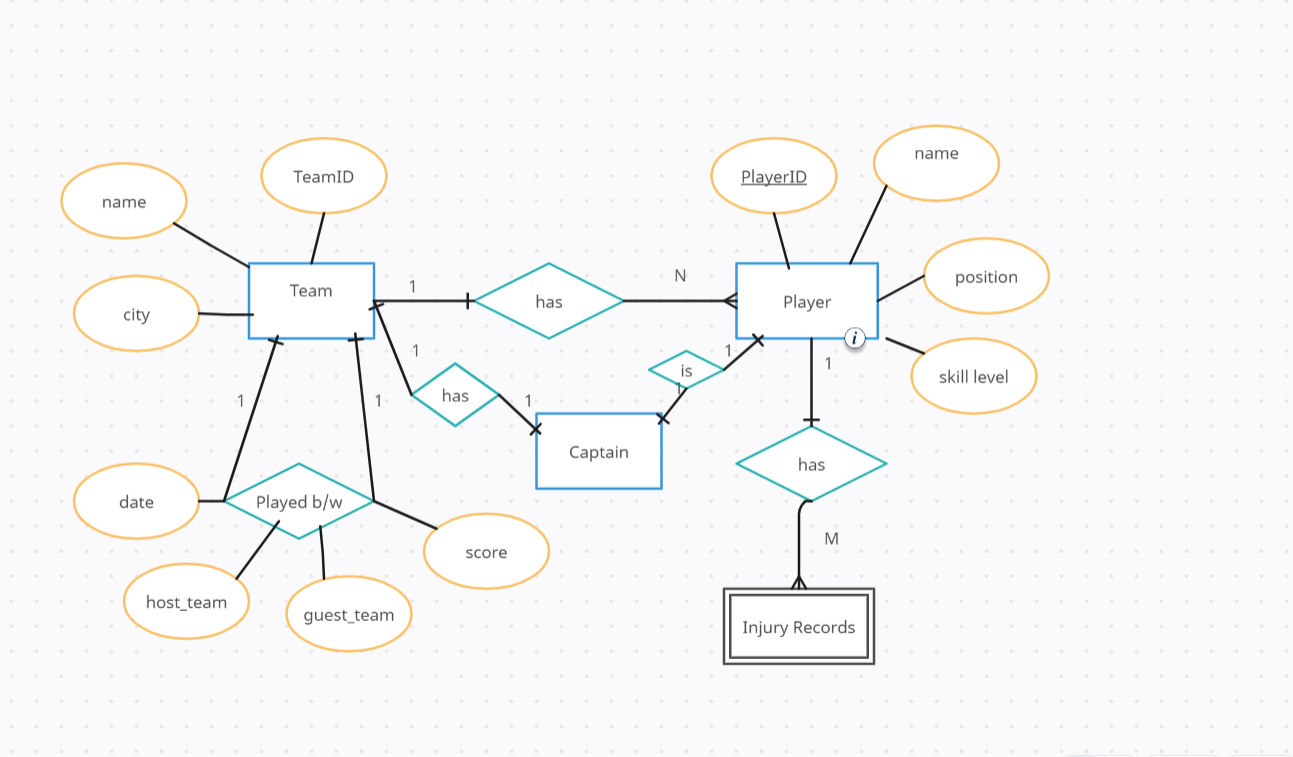 name
TeamID
PlayerID
name
Team
1
has
N
Player
position
city
1
1
is
1
1
skill level
i
1
has
1
1
Captain
has
date
Played b/w
score
M
host_team
guest_team
Injury Records